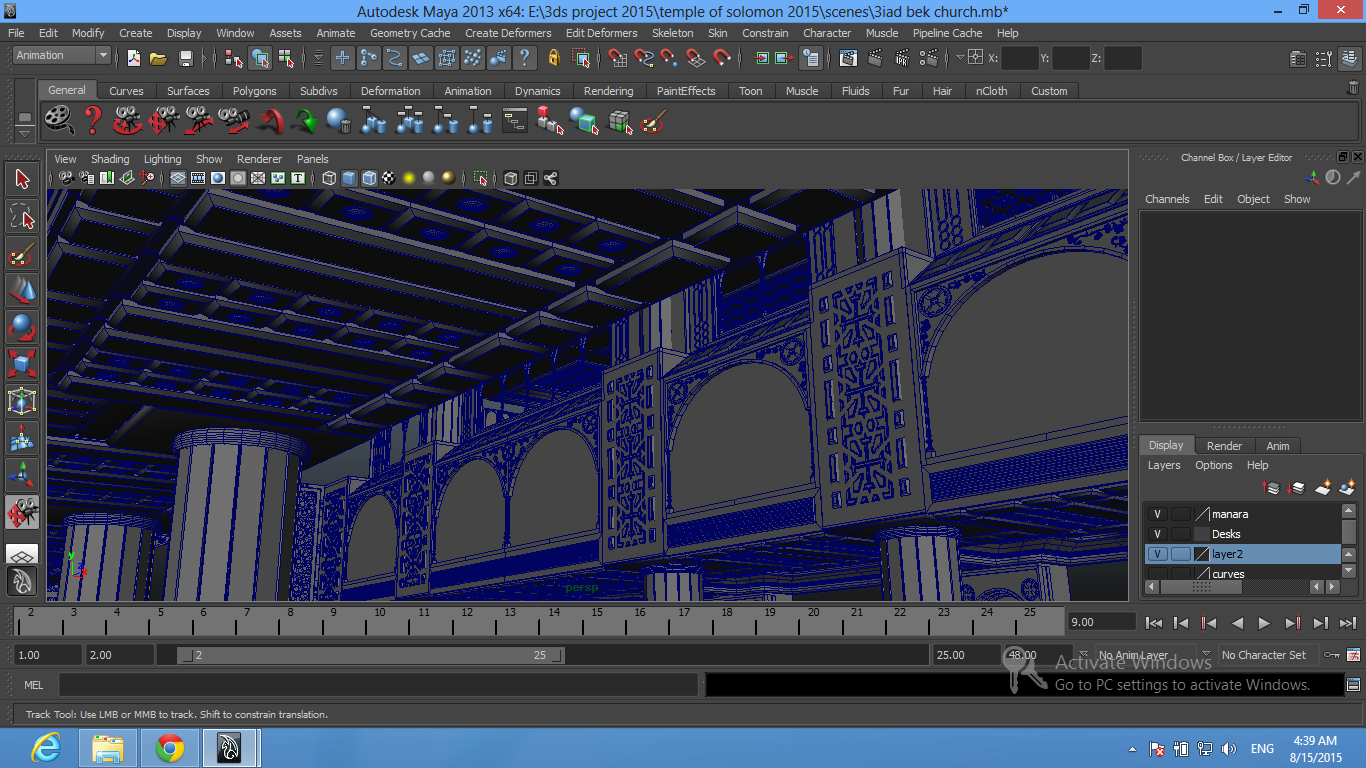 Autodesk Maya 2013 x64: E:\3ds project 2015\temple of solomon 2015\scenes\3iad bek church.mb*
File Edit Modify Create Display Window Assets Animate Geometry Cache Create Deformers Edit Deformers Skeleton Skin Constrain Character Muscle Pipeline Cache Help
Animation X: Y: Z:
General Curves Surfaces Polygons Subdivs Deformation Animation Dynamics Rendering PaintEffects Toon Muscle Fluids Fur Hair nCloth Custom
View Shading Lighting Show Renderer Panels
Channel Box / Layer Editor
Channels Edit Object Show
persp
y
x
Display Render Anim
Layers Options Help
V manara
V Desks
V layer2
curves
2 3 4 5 6 7 8 9 10 11 12 13 14 15 16 17 18 19 20 21 22 23 24 25
9.00
1.00 2.00 2 25 25.00 48.00 No Anim Layer No Character Set
Activate Windows
Go to PC settings to activate Windows.
MEL
Track Tool: Use LMB or MMB to track. Shift to constrain translation.
ENG
4:39 AM
8/15/2015